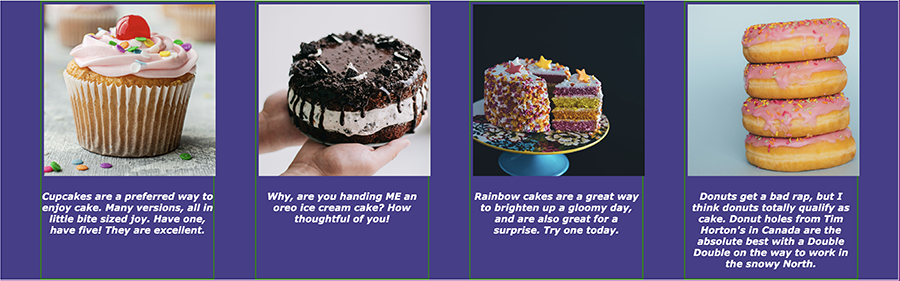 Cupcakes are a preferred way to
enjoy cake. Many versions, all in
little bite sized joy. Have one,
have five! They are excellent.
Why, are you handing ME an
oreo ice cream cake? How
thoughtful of you!
Rainbow cakes are a great way
to brighten up a gloomy day,
and are also great for a
surprise. Try one today.
Donuts get a bad rap, but I
think donuts totally qualify as
cake. Donut holes from Tim
Horton's in Canada are the
absolute best with a Double
Double on the way to work in
the snowy North.